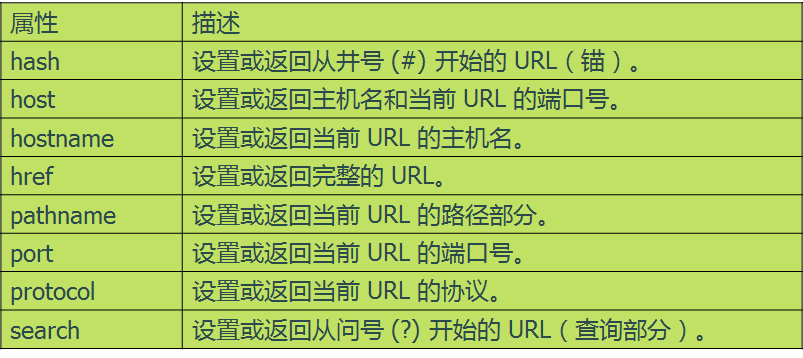 属性 描述
hash 设置或返回从井号 (#) 开始的 URL（锚）。
host 设置或返回主机名和当前 URL 的端口号。
hostname 设置或返回当前 URL 的主机名。
href 设置或返回完整的 URL。
pathname 设置或返回当前 URL 的路径部分。
port 设置或返回当前 URL 的端口号。
protocol 设置或返回当前 URL 的协议。
search 设置或返回从问号 (?) 开始的 URL（查询部分）。